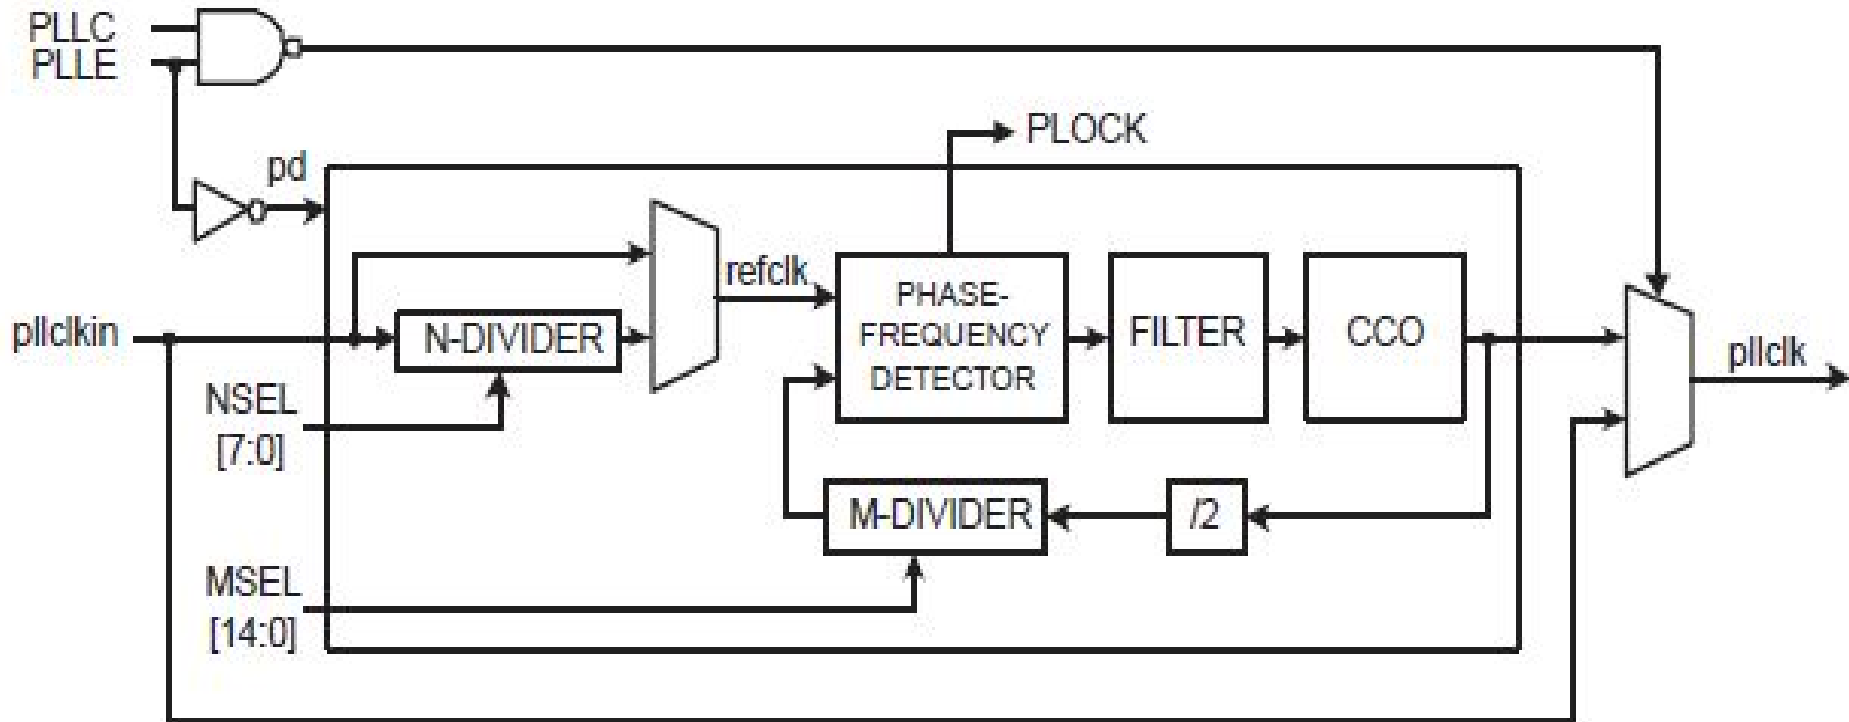 PLLC
PLLE
PLOCK
pd
refclk
PHASE-
FREQUENCY
DETECTOR
FILTER
CCO
pllclkin
N-DIVIDER
pllclk
NSEL
[7:0]
M-DIVIDER
/2
MSEL
[14:0]